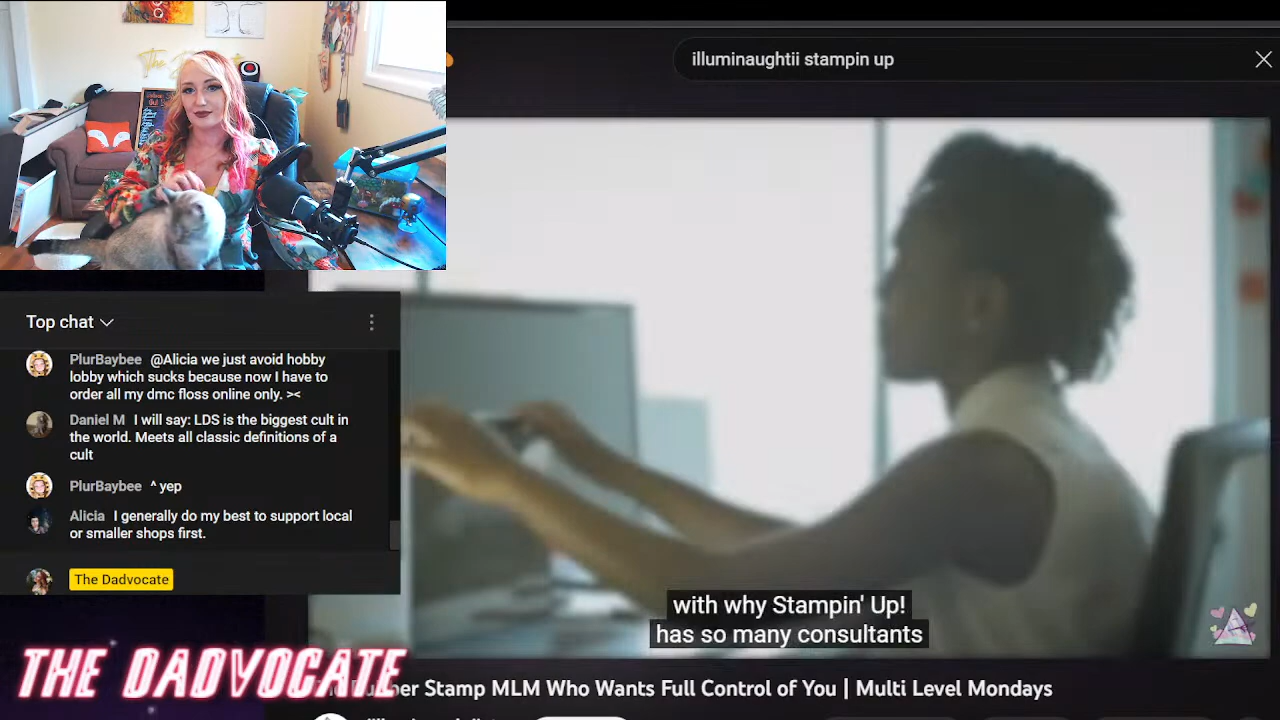 illuminaughtii stampin up
Top chat
PlurBaybee @Alicia we just avoid hobby
lobby which sucks because now I have to
order all my dmc floss online only. ><
Daniel M I will say: LDS is the biggest cult in
the world. Meets all classic definitions of a
cult
PlurBaybee ^ yep
Alicia I generally do my best to support local
or smaller shops first.
The Dadvocate
with why Stampin' Up!
has so many consultants
THE DADVOCATE
Stamp MLM Who Wants Full Control of You | Multi Level Mondays